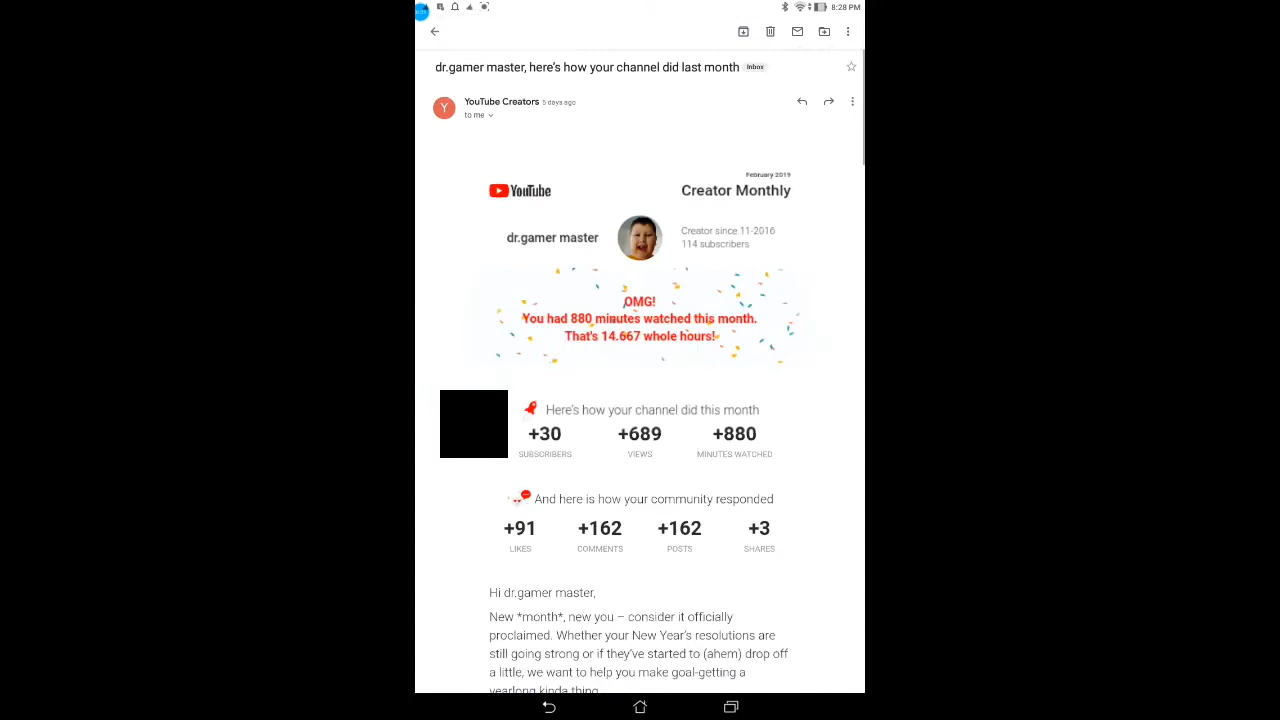 8:28 PM
dr.gamer master, here's how your channel did last month Inbox
Y
YouTube Creators 5 days ago
to me
February 2019
YouTube Creator Monthly
dr.gamer master
Creator since 11-2016
114 subscribers
OMG!
You had 880 minutes watched this month.
That's 14.667 whole hours!
Here's how your channel did this month
+30 +689 +880
SUBSCRIBERS VIEWS MINUTES WATCHED
And here is how your community responded
+91 +162 +162 +3
LIKES COMMENTS POSTS SHARES
Hi dr.gamer master,
New *month*, new you – consider it officially
proclaimed. Whether your New Year's resolutions are
still going strong or if they've started to (ahem) drop off
a little, we want to help you make goal-getting a
yearlong kinda thing